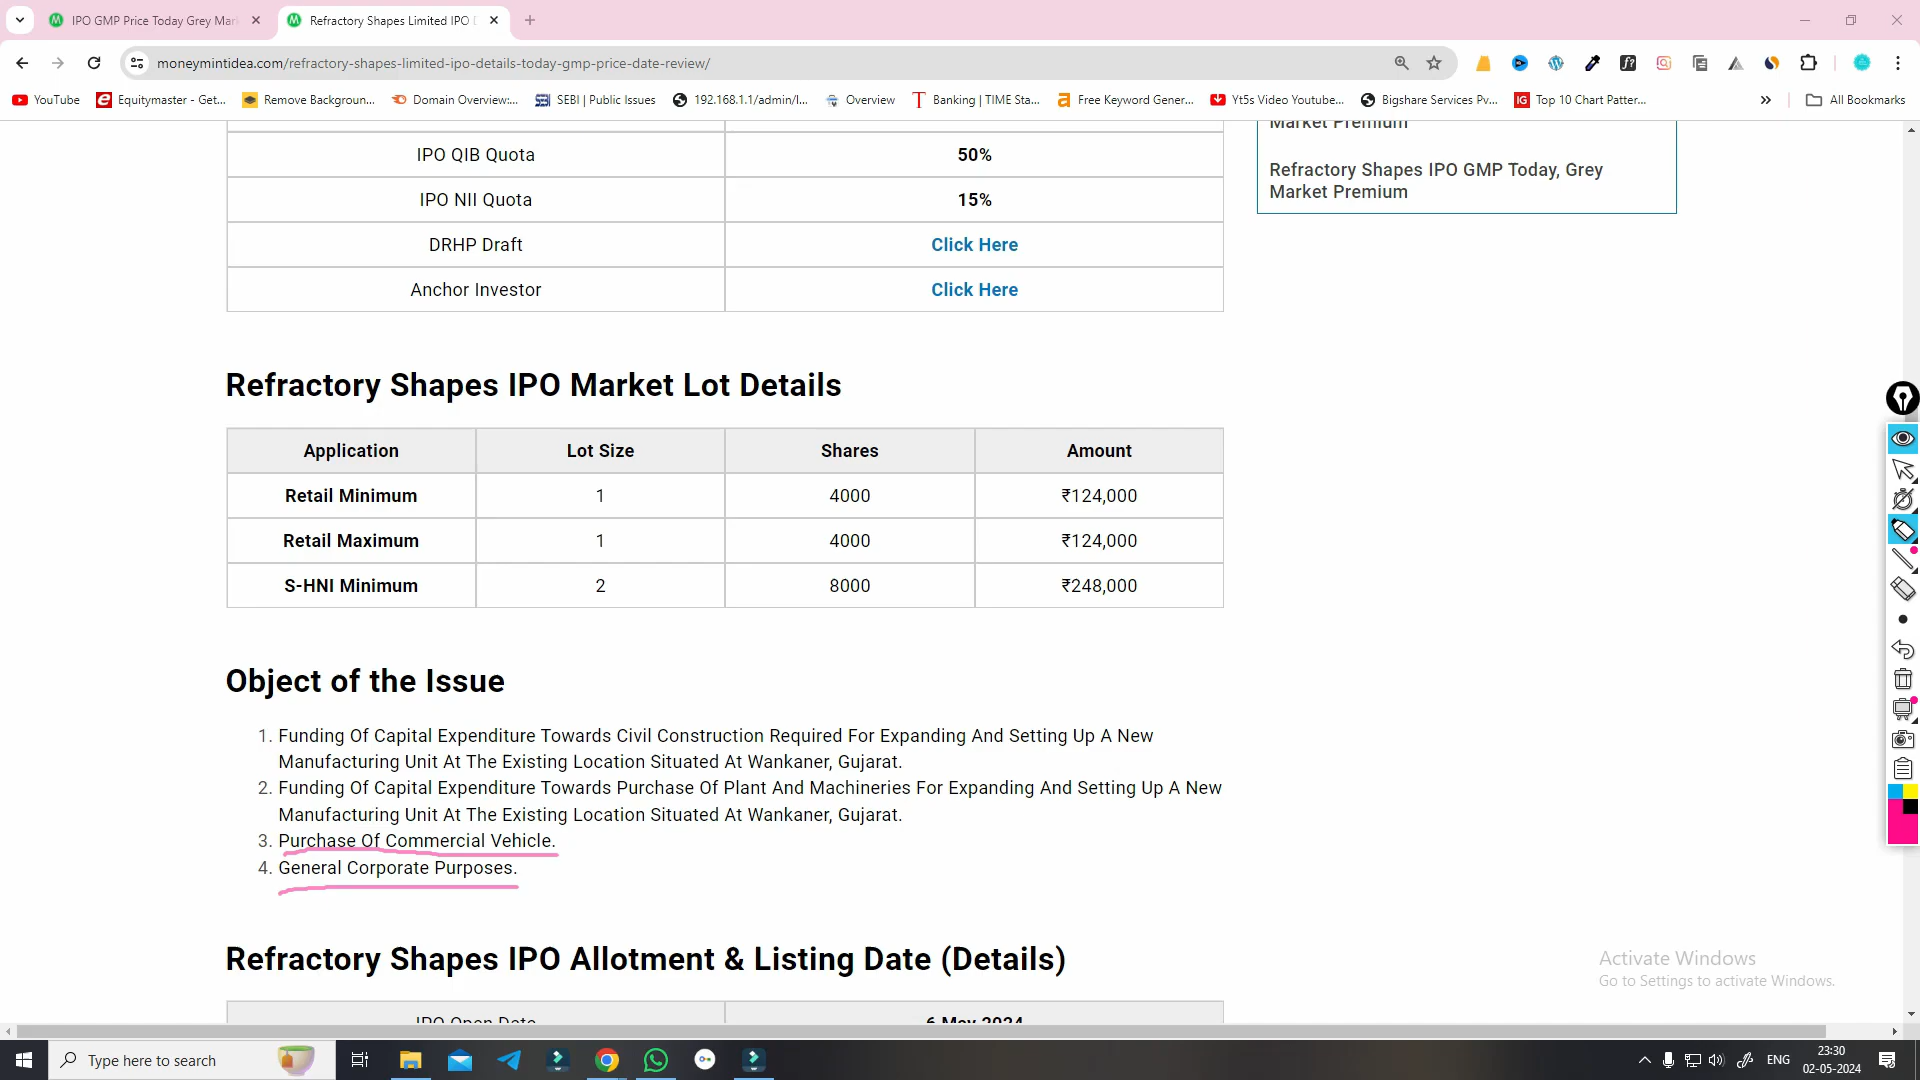 IPO GMP Price Today Grey Mar
Refractory Shapes Limited IPO
moneymintidea.com/refractory-shapes-limited-ipo-details-today-gmp-price-date-review/
YouTube
Equitymaster - Get...
Remove Backgroun...
Domain Overview:...
SEBI | Public Issues
192.168.1.1/admin/l...
Overview
Banking | TIME Sta...
Free Keyword Gener...
Yt5s Video Youtube...
Bigshare Services Pv...
Top 10 Chart Patter...
All Bookmarks
Market Premium
IPO QIB Quota 50%
Refractory Shapes IPO GMP Today, Grey
Market Premium
IPO NII Quota 15%
DRHP Draft Click Here
Anchor Investor Click Here
Refractory Shapes IPO Market Lot Details
Application Lot Size Shares Amount
Retail Minimum 1 4000 ₹124,000
Retail Maximum 1 4000 ₹124,000
S-HNI Minimum 2 8000 ₹248,000
Object of the Issue
1. Funding Of Capital Expenditure Towards Civil Construction Required For Expanding And Setting Up A New
Manufacturing Unit At The Existing Location Situated At Wankaner, Gujarat.
2. Funding Of Capital Expenditure Towards Purchase Of Plant And Machineries For Expanding And Setting Up A New
Manufacturing Unit At The Existing Location Situated At Wankaner, Gujarat.
3. Purchase Of Commercial Vehicle.
4. General Corporate Purposes.
Refractory Shapes IPO Allotment & Listing Date (Details)
IPO Open Date 6 May 2024
Activate Windows
Go to Settings to activate Windows.
Type here to search
ENG
23:30
02-05-2024